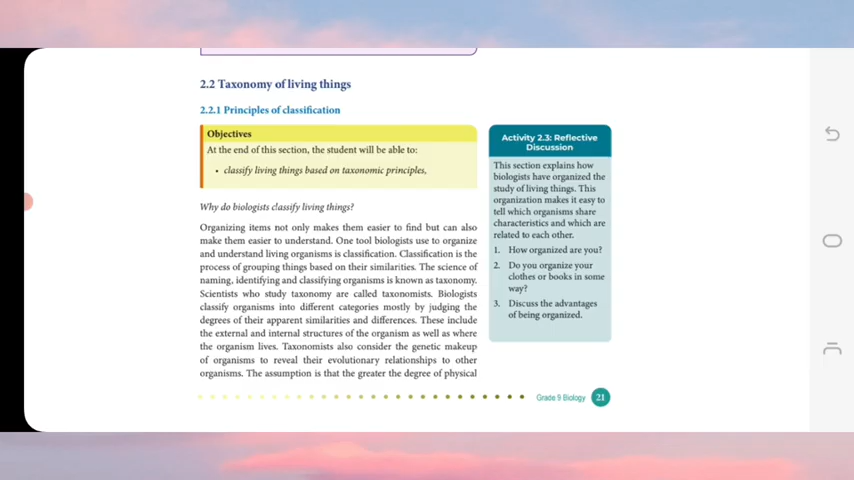 2.2 Taxonomy of living things
2.2.1 Principles of classification
Objectives
At the end of this section, the student will be able to:
• classify living things based on taxonomic principles,
Why do biologists classify living things?
Organizing items not only makes them easier to find but can also
make them easier to understand. One tool biologists use to organize
and understand living organisms is classification. Classification is the
process of grouping things based on their similarities. The science of
naming, identifying and classifying organisms is known as taxonomy.
Scientists who study taxonomy are called taxonomists. Biologists
classify organisms into different categories mostly by judging the
degrees of their apparent similarities and differences. These include
the external and internal structures of the organism as well as where
the organism lives. Taxonomists also consider the genetic makeup
of organisms to reveal their evolutionary relationships to other
organisms. The assumption is that the greater the degree of physical
Activity 2.3: Reflective
Discussion
This section explains how
biologists have organized the
study of living things. This
organization makes it easy to
tell which organisms share
characteristics and which are
related to each other.
1. How organized are you?
2. Do you organize your
clothes or books in some
way?
3. Discuss the advantages
of being organized.
Grade 9 Biology 21